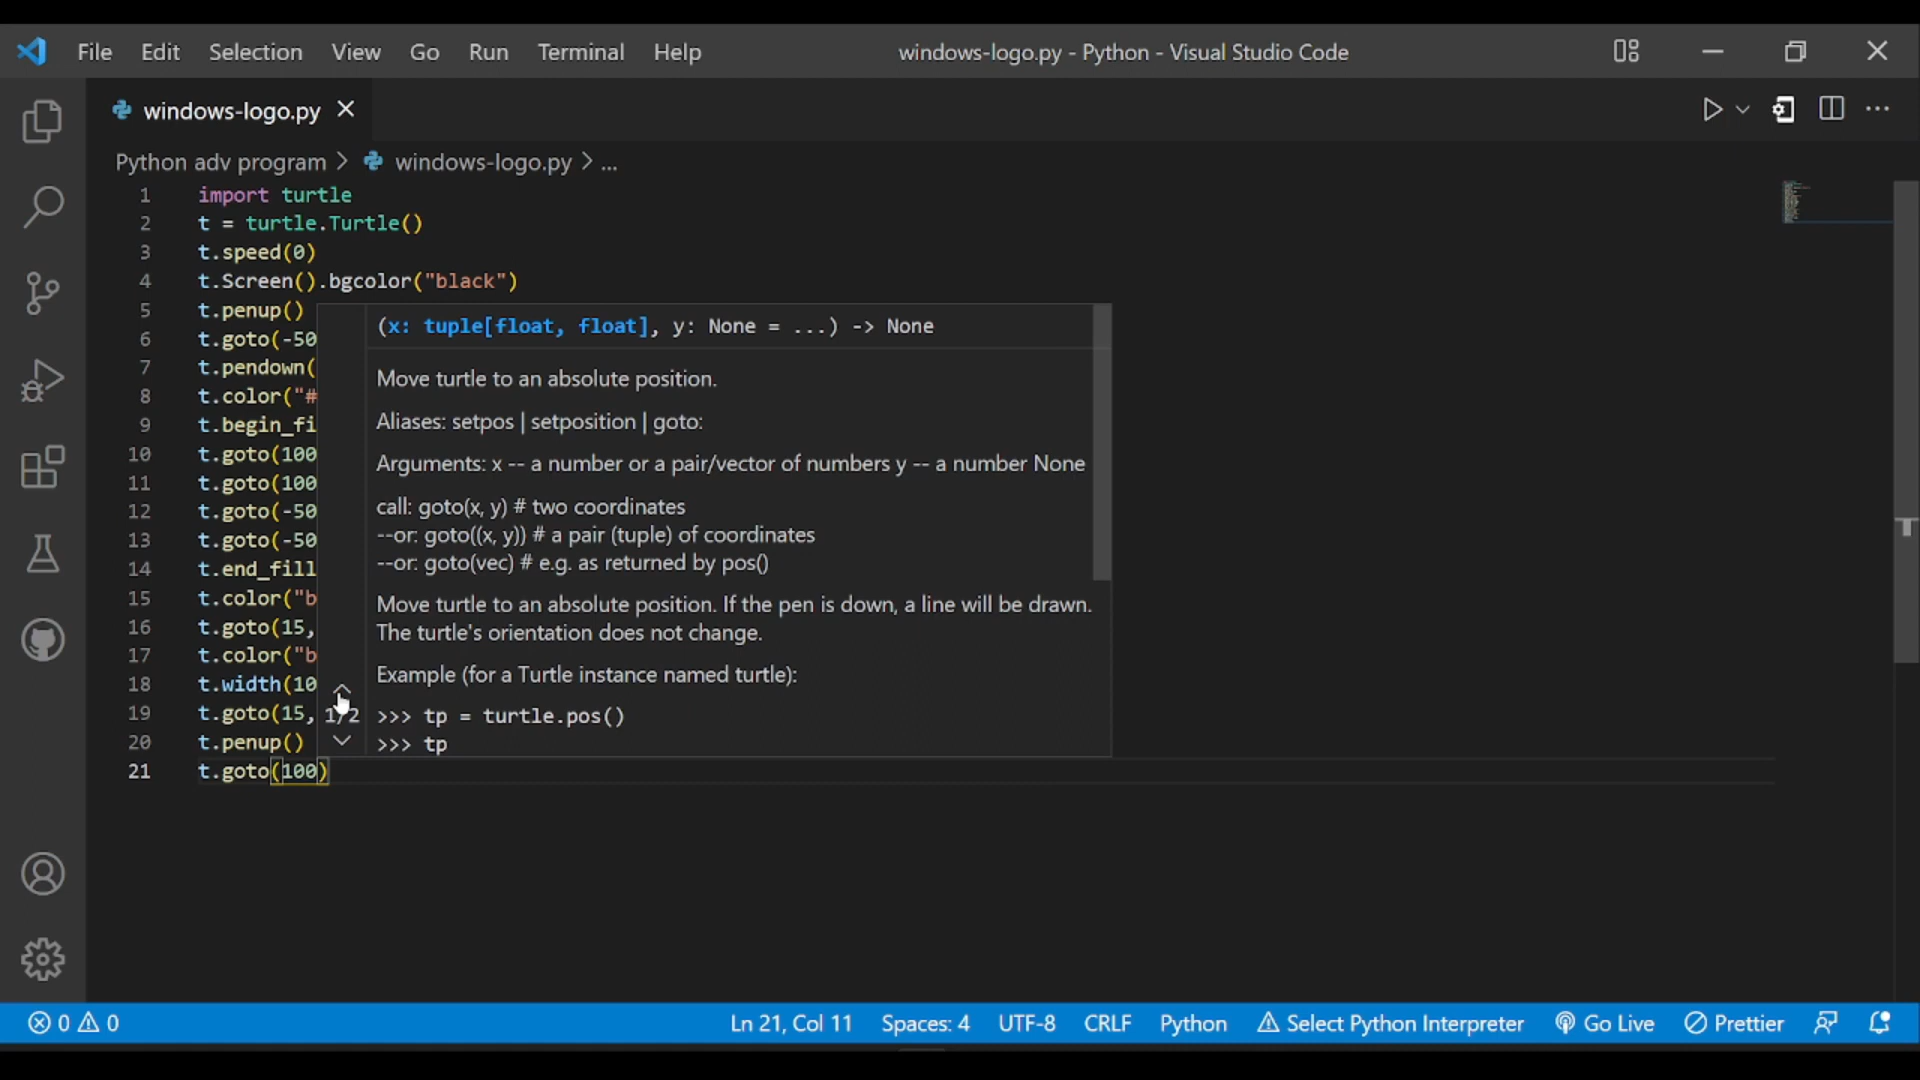 File Edit Selection View Go Run Terminal Help windows-logo.py - Python - Visual Studio Code
windows-logo.py
Python adv program > windows-logo.py > ...
1 import turtle
2 t = turtle.Turtle()
3 t.speed(0)
4 t.Screen().bgcolor("black")
5 t.penup()
6 t.goto(-50
7 t.pendown(
8 t.color("#
9 t.begin_fi
10 t.goto(100
11 t.goto(100
12 t.goto(-50
13 t.goto(-50
14 t.end_fill
15 t.color("b
16 t.goto(15,
17 t.color("b
18 t.width(10
19 t.goto(15,
20 t.penup()
21 t.goto(100)
(x: tuple[float, float], y: None = ...) -> None
Move turtle to an absolute position.
Aliases: setpos | setposition | goto:
Arguments: x -- a number or a pair/vector of numbers y -- a number None
call: goto(x, y) # two coordinates
--or: goto((x, y)) # a pair (tuple) of coordinates
--or: goto(vec) # e.g. as returned by pos()
Move turtle to an absolute position. If the pen is down, a line will be drawn.
The turtle's orientation does not change.
Example (for a Turtle instance named turtle):
1/2
>>> tp = turtle.pos()
>>> tp
0 0 Ln 21, Col 11 Spaces: 4 UTF-8 CRLF Python Select Python Interpreter Go Live Prettier